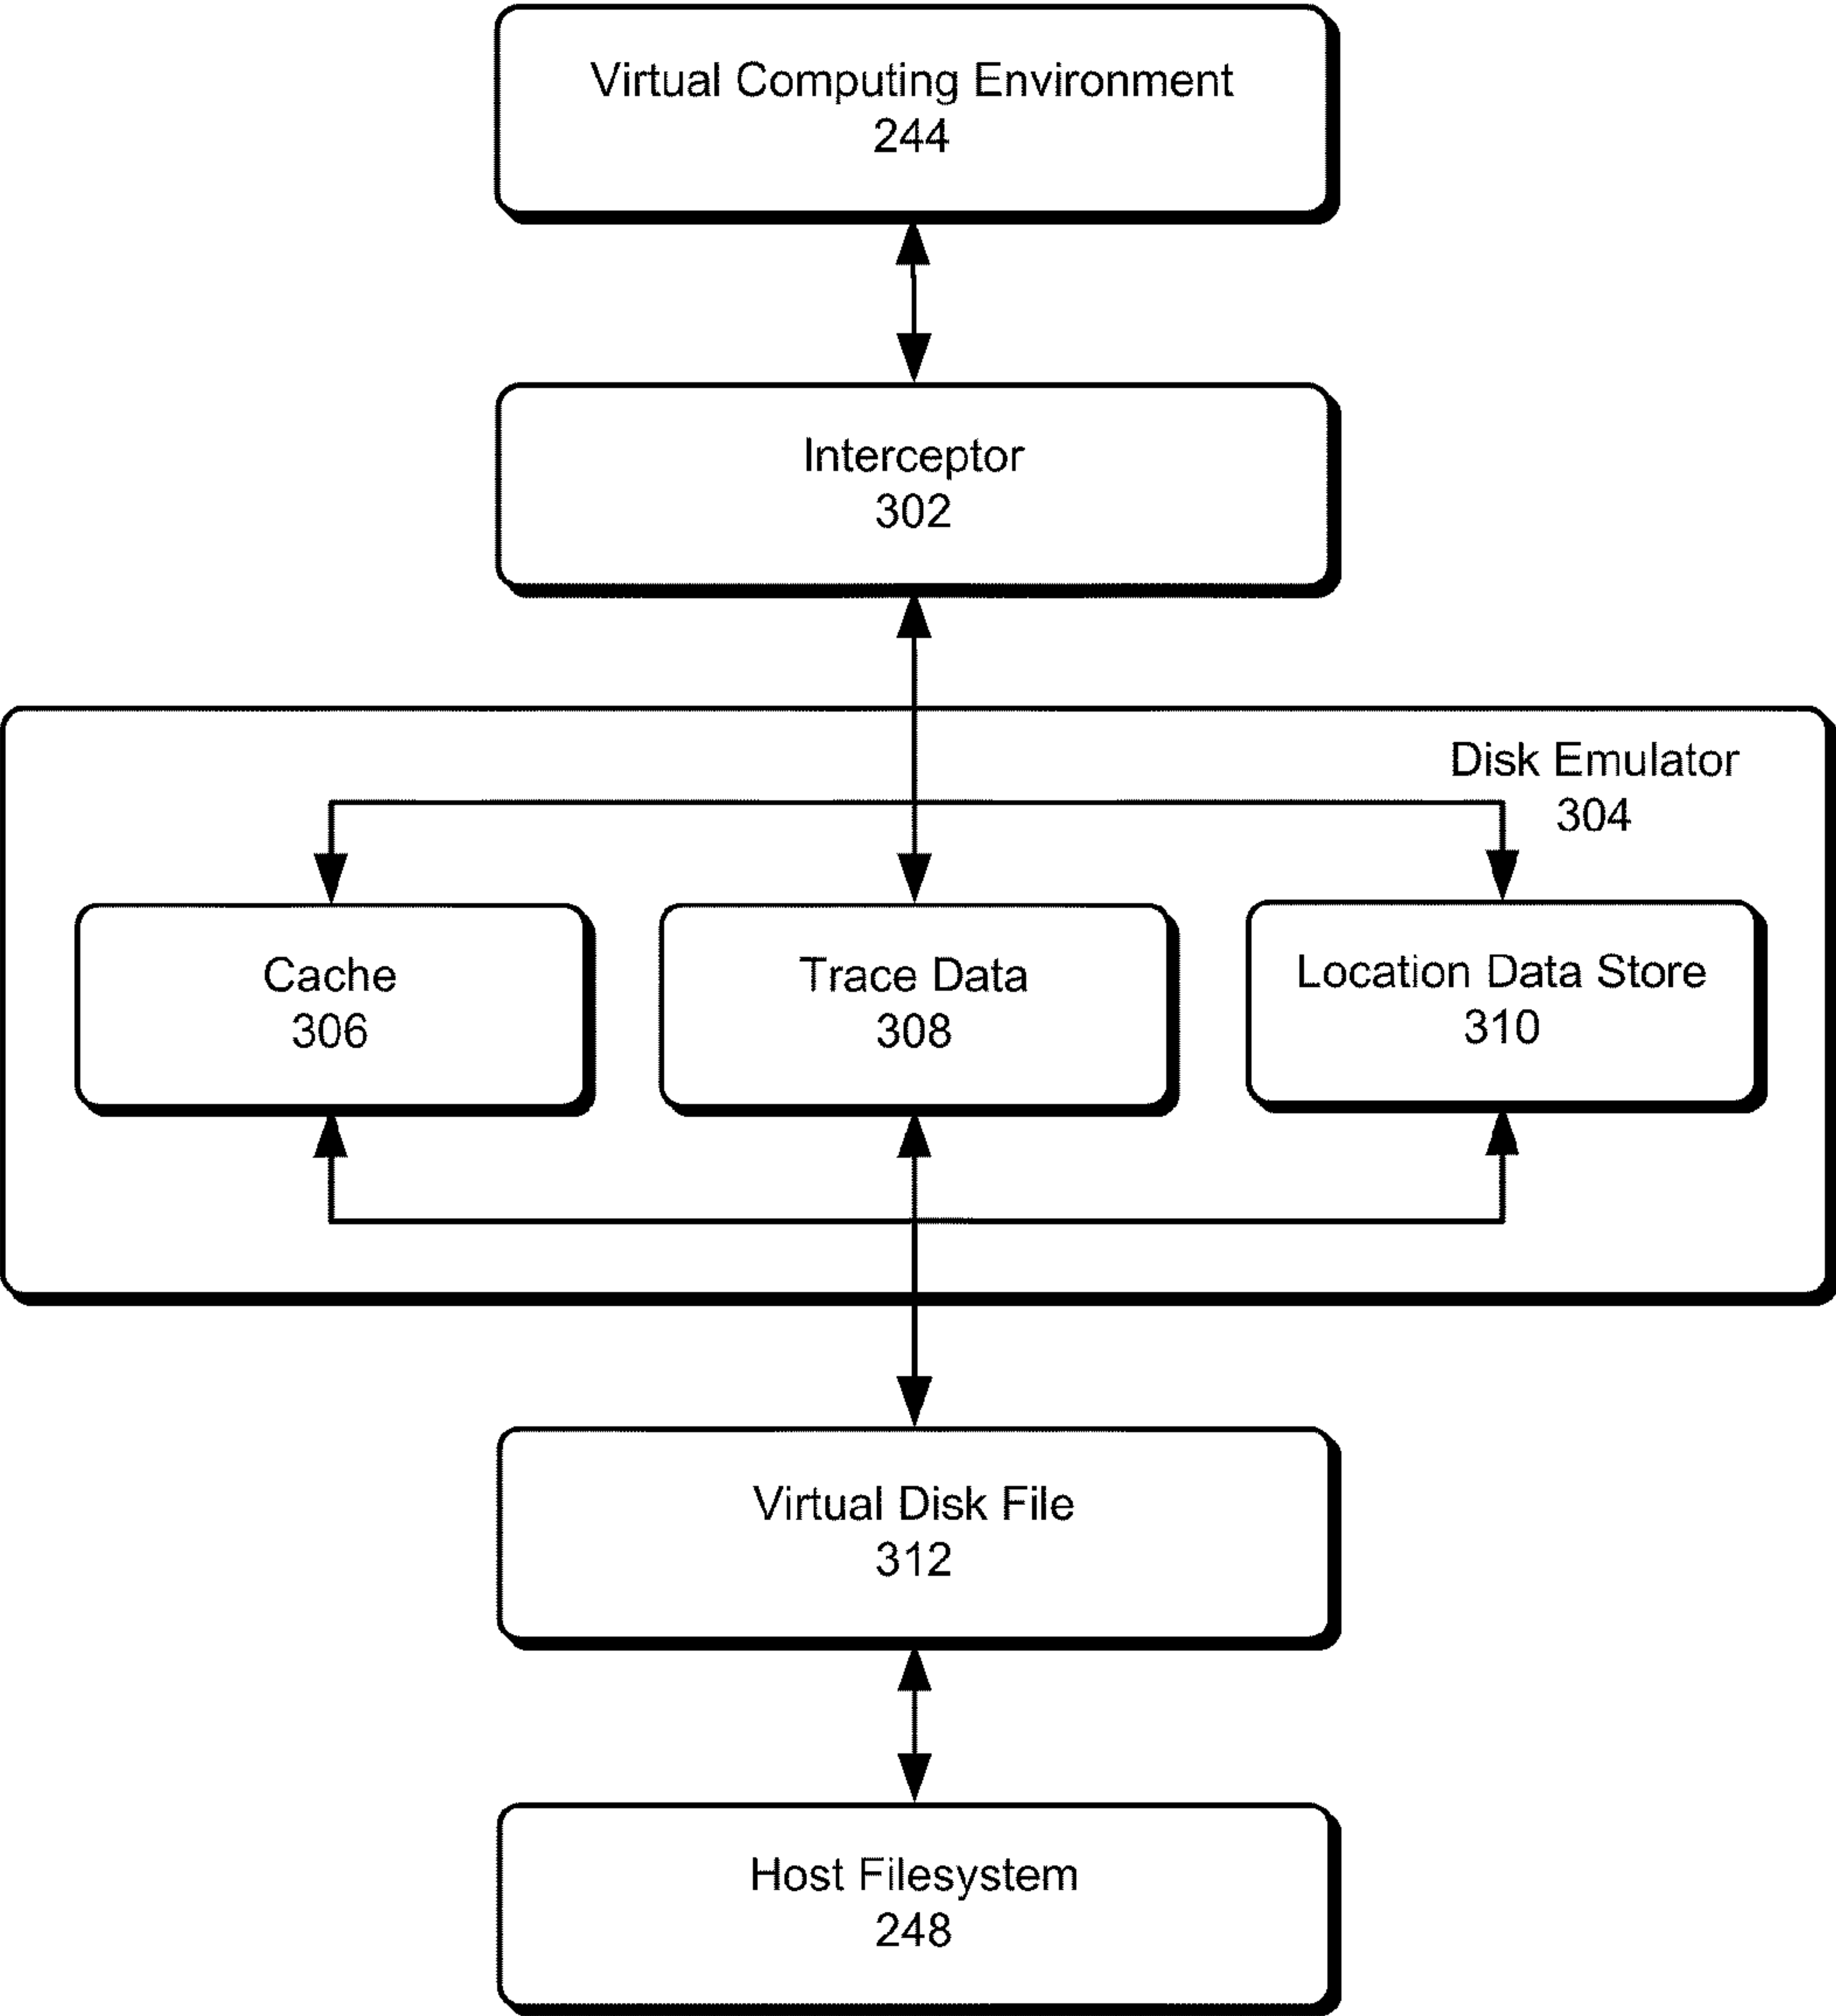 Virtual Computing Environment
244
Interceptor
302
Disk Emulator
304
Cache
306
Trace Data
308
Location Data Store
310
Virtual Disk File
312
Host Filesystem
248